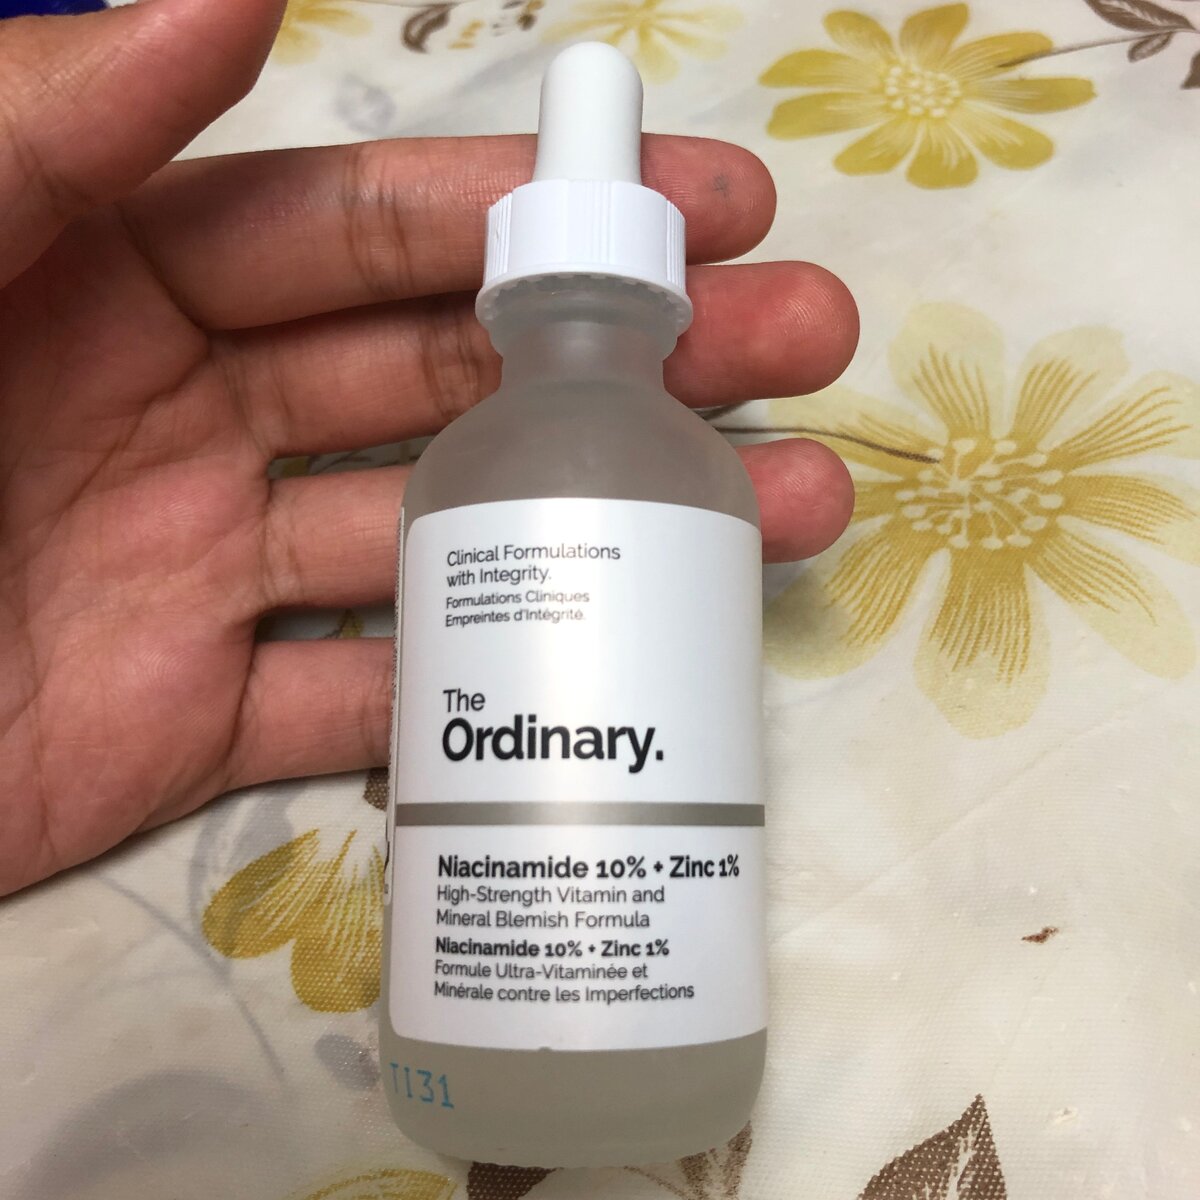 Clinical Formulations
with Integrity.
Formulations Cliniques
Empreintes d'Intégrité.
The
Ordinary.
Niacinamide 10% + Zinc 1%
High-Strength Vitamin and
Mineral Blemish Formula
Niacinamide 10% + Zinc 1%
Formule Ultra-Vitaminée et
Minérale contre les Imperfections
TI31